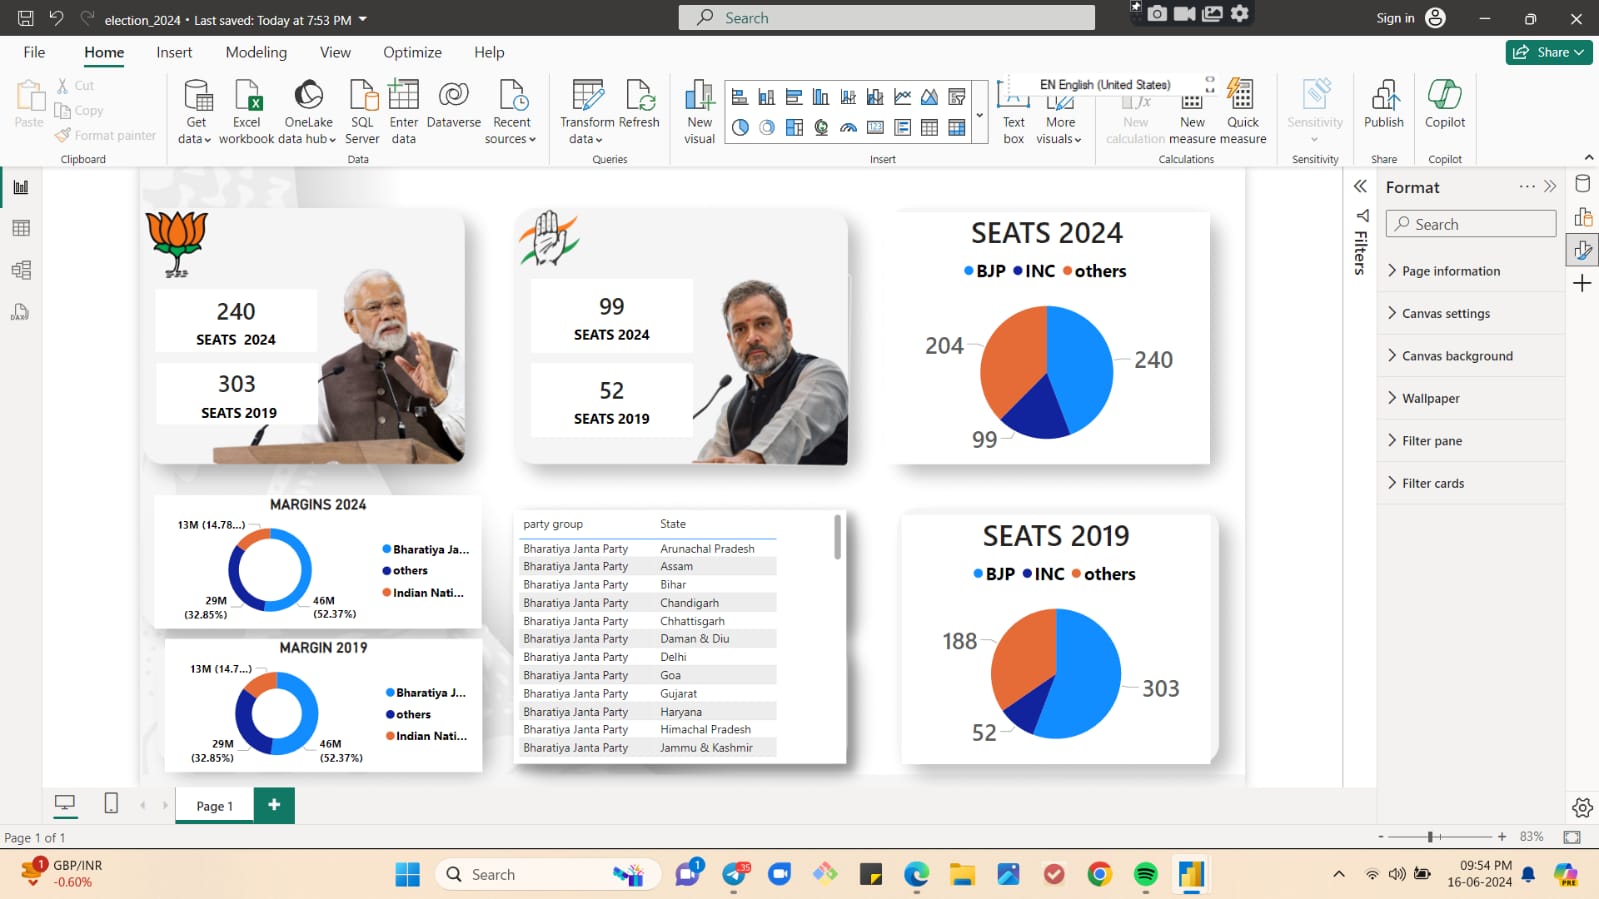 election_2024 • Last saved: Today at 7:53 PM
Search
Sign in
File
Home
Insert
Modeling
View
Optimize
Help
Share
Paste
Cut
Copy
Format painter
Clipboard
Get data
Excel workbook
OneLake data hub
SQL Server
Enter data
Dataverse
Recent sources
Data
Transform data
Refresh
Queries
New visual
Insert
Text box
More visuals
EN English (United States)
New calculation
New measure
Quick measure
Calculations
Sensitivity
Sensitivity
Publish
Share
Copilot
Copilot
240
SEATS 2024
303
SEATS 2019
99
SEATS 2024
52
SEATS 2019
SEATS 2024
BJP INC others
204
240
99
MARGINS 2024
13M (14.78...)
29M
(32.85%)
46M
(52.37%)
Bharatiya Ja...
others
Indian Nati...
MARGIN 2019
13M (14.7...)
29M
(32.85%)
46M
(52.37%)
Bharatiya J...
others
Indian Nati...
party group State
Bharatiya Janta Party Arunachal Pradesh
Bharatiya Janta Party Assam
Bharatiya Janta Party Bihar
Bharatiya Janta Party Chandigarh
Bharatiya Janta Party Chhattisgarh
Bharatiya Janta Party Daman & Diu
Bharatiya Janta Party Delhi
Bharatiya Janta Party Goa
Bharatiya Janta Party Gujarat
Bharatiya Janta Party Haryana
Bharatiya Janta Party Himachal Pradesh
Bharatiya Janta Party Jammu & Kashmir
SEATS 2019
BJP INC others
188
303
52
Filters
Format
Search
Page information
Canvas settings
Canvas background
Wallpaper
Filter pane
Filter cards
DAX
Page 1
Page 1 of 1
83%
1
GBP/INR
-0.60%
Search
1
35
PRE
09:54 PM
16-06-2024